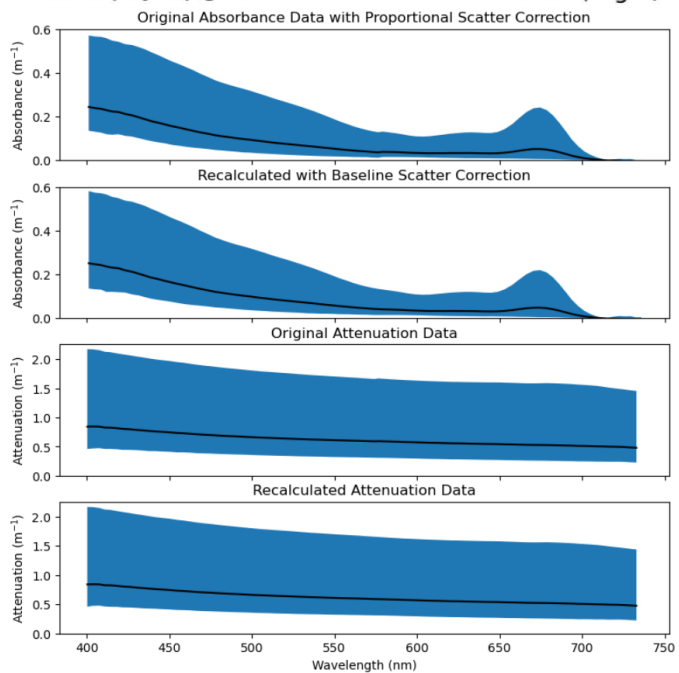 Original Absorbance Data with Proportional Scatter Correction
Absorbance (m⁻¹)
0.6
0.4
0.2
0.0
Recalculated with Baseline Scatter Correction
Absorbance (m⁻¹)
0.6
0.4
0.2
0.0
Original Attenuation Data
Attenuation (m⁻¹)
2.0
1.5
1.0
0.5
0.0
Recalculated Attenuation Data
Attenuation (m⁻¹)
2.0
1.5
1.0
0.5
0.0
400 450 500 550 600 650 700 750
Wavelength (nm)